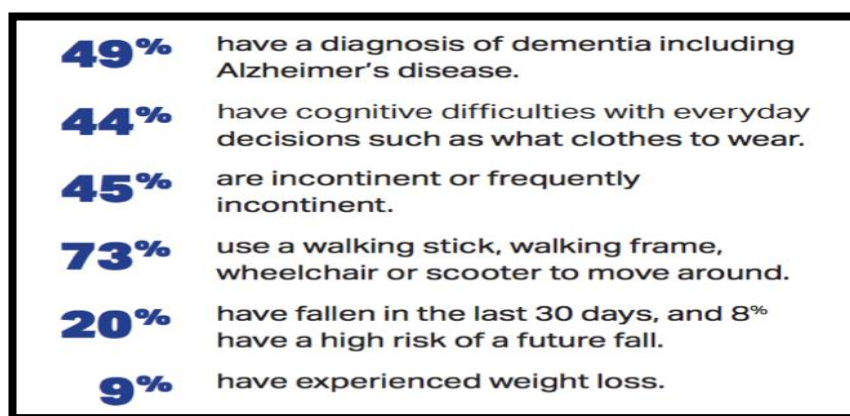 49% have a diagnosis of dementia including
Alzheimer's disease.
44% have cognitive difficulties with everyday
decisions such as what clothes to wear.
45% are incontinent or frequently
incontinent.
73% use a walking stick, walking frame,
wheelchair or scooter to move around.
20% have fallen in the last 30 days, and 8%
have a high risk of a future fall.
9% have experienced weight loss.